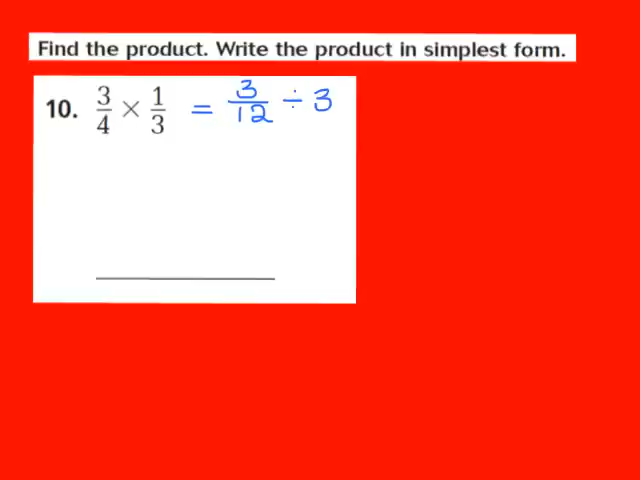 Find the product. Write the product in simplest form.
10. 3/4 × 1/3 = 3/12 ÷ 3